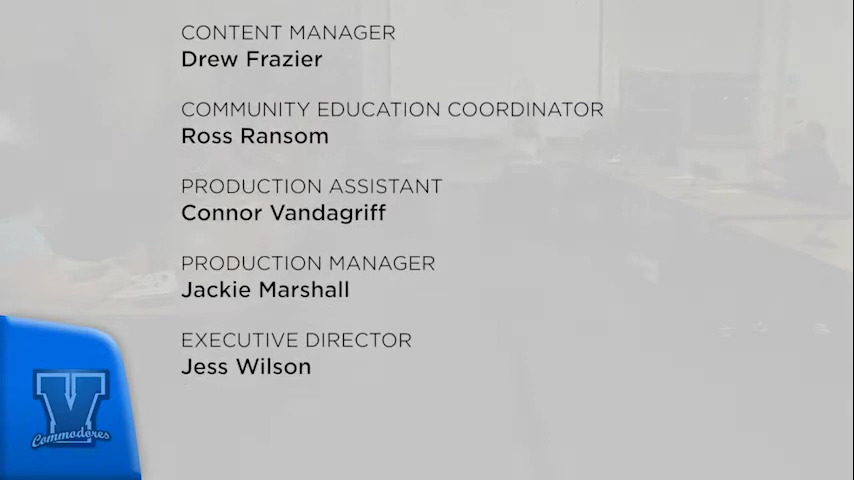 CONTENT MANAGER
Drew Frazier
COMMUNITY EDUCATION COORDINATOR
Ross Ransom
PRODUCTION ASSISTANT
Connor Vandagriff
PRODUCTION MANAGER
Jackie Marshall
EXECUTIVE DIRECTOR
Jess Wilson
V
Commodores